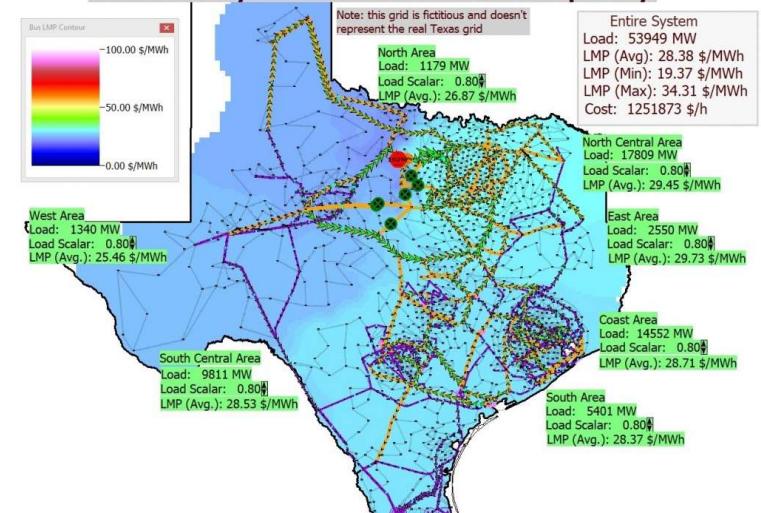 Note: this grid is fictitious and doesn't
represent the real Texas grid
Bus LMP Contour
100.00 $/MWh
50.00 $/MWh
0.00 $/MWh
Entire System
Load: 53949 MW
LMP (Avg): 28.38 $/MWh
LMP (Min): 19.37 $/MWh
LMP (Max): 34.31 $/MWh
Cost: 1251873 $/h
North Area
Load: 1179 MW
Load Scalar: 0.80
LMP (Avg.): 26.87 $/MWh
North Central Area
Load: 17809 MW
Load Scalar: 0.80
LMP (Avg.): 29.45 $/MWh
West Area
Load: 1340 MW
Load Scalar: 0.80
LMP (Avg.): 25.46 $/MWh
East Area
Load: 2550 MW
Load Scalar: 0.80
LMP (Avg.): 29.73 $/MWh
Coast Area
Load: 14552 MW
Load Scalar: 0.80
LMP (Avg.): 28.71 $/MWh
South Central Area
Load: 9811 MW
Load Scalar: 0.80
LMP (Avg.): 28.53 $/MWh
South Area
Load: 5401 MW
Load Scalar: 0.80
LMP (Avg.): 28.37 $/MWh